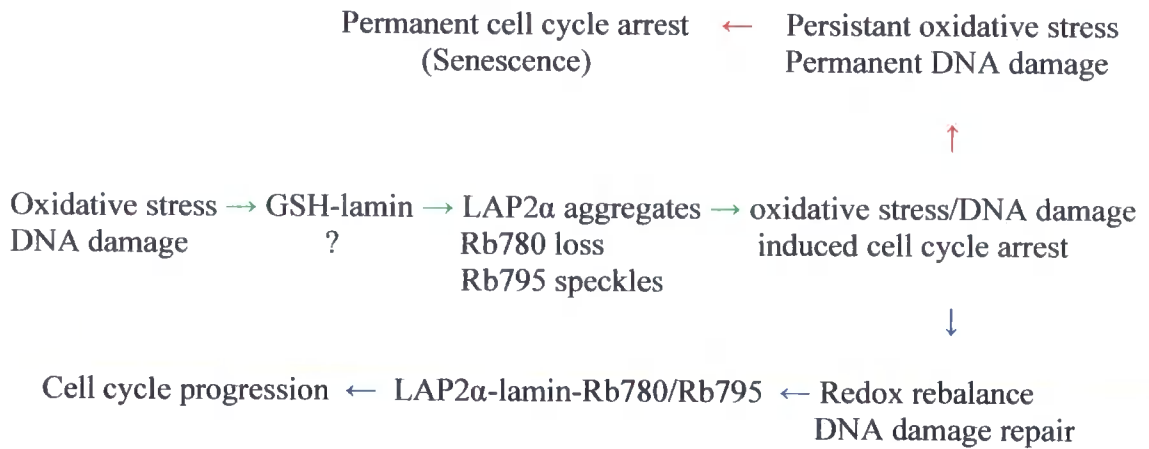 Permanent cell cycle arrest ← Persistant oxidative stress
(Senescence) Permanent DNA damage
↑
Oxidative stress → GSH-lamin → LAP2α aggregates → oxidative stress/DNA damage
DNA damage ? Rb780 loss induced cell cycle arrest
Rb795 speckles
↓
Cell cycle progression ← LAP2α-lamin-Rb780/Rb795 ← Redox rebalance
DNA damage repair